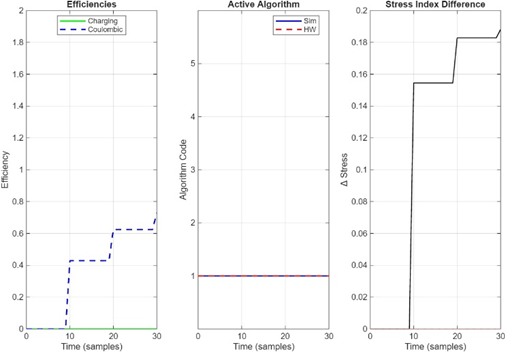 Efficiencies
2
1.8
1.6
1.4
1.2
1
0.8
0.6
0.4
0.2
0
Efficiency
Charging
Coulombic
0 10 20 30
Time (samples)
Active Algorithm
5
4
3
2
1
0
Algorithm Code
Sim
HW
0 10 20 30
Time (samples)
Stress Index Difference
0.2
0.18
0.16
0.14
0.12
0.1
0.08
0.06
0.04
0.02
0
Δ Stress
0 10 20 30
Time (samples)